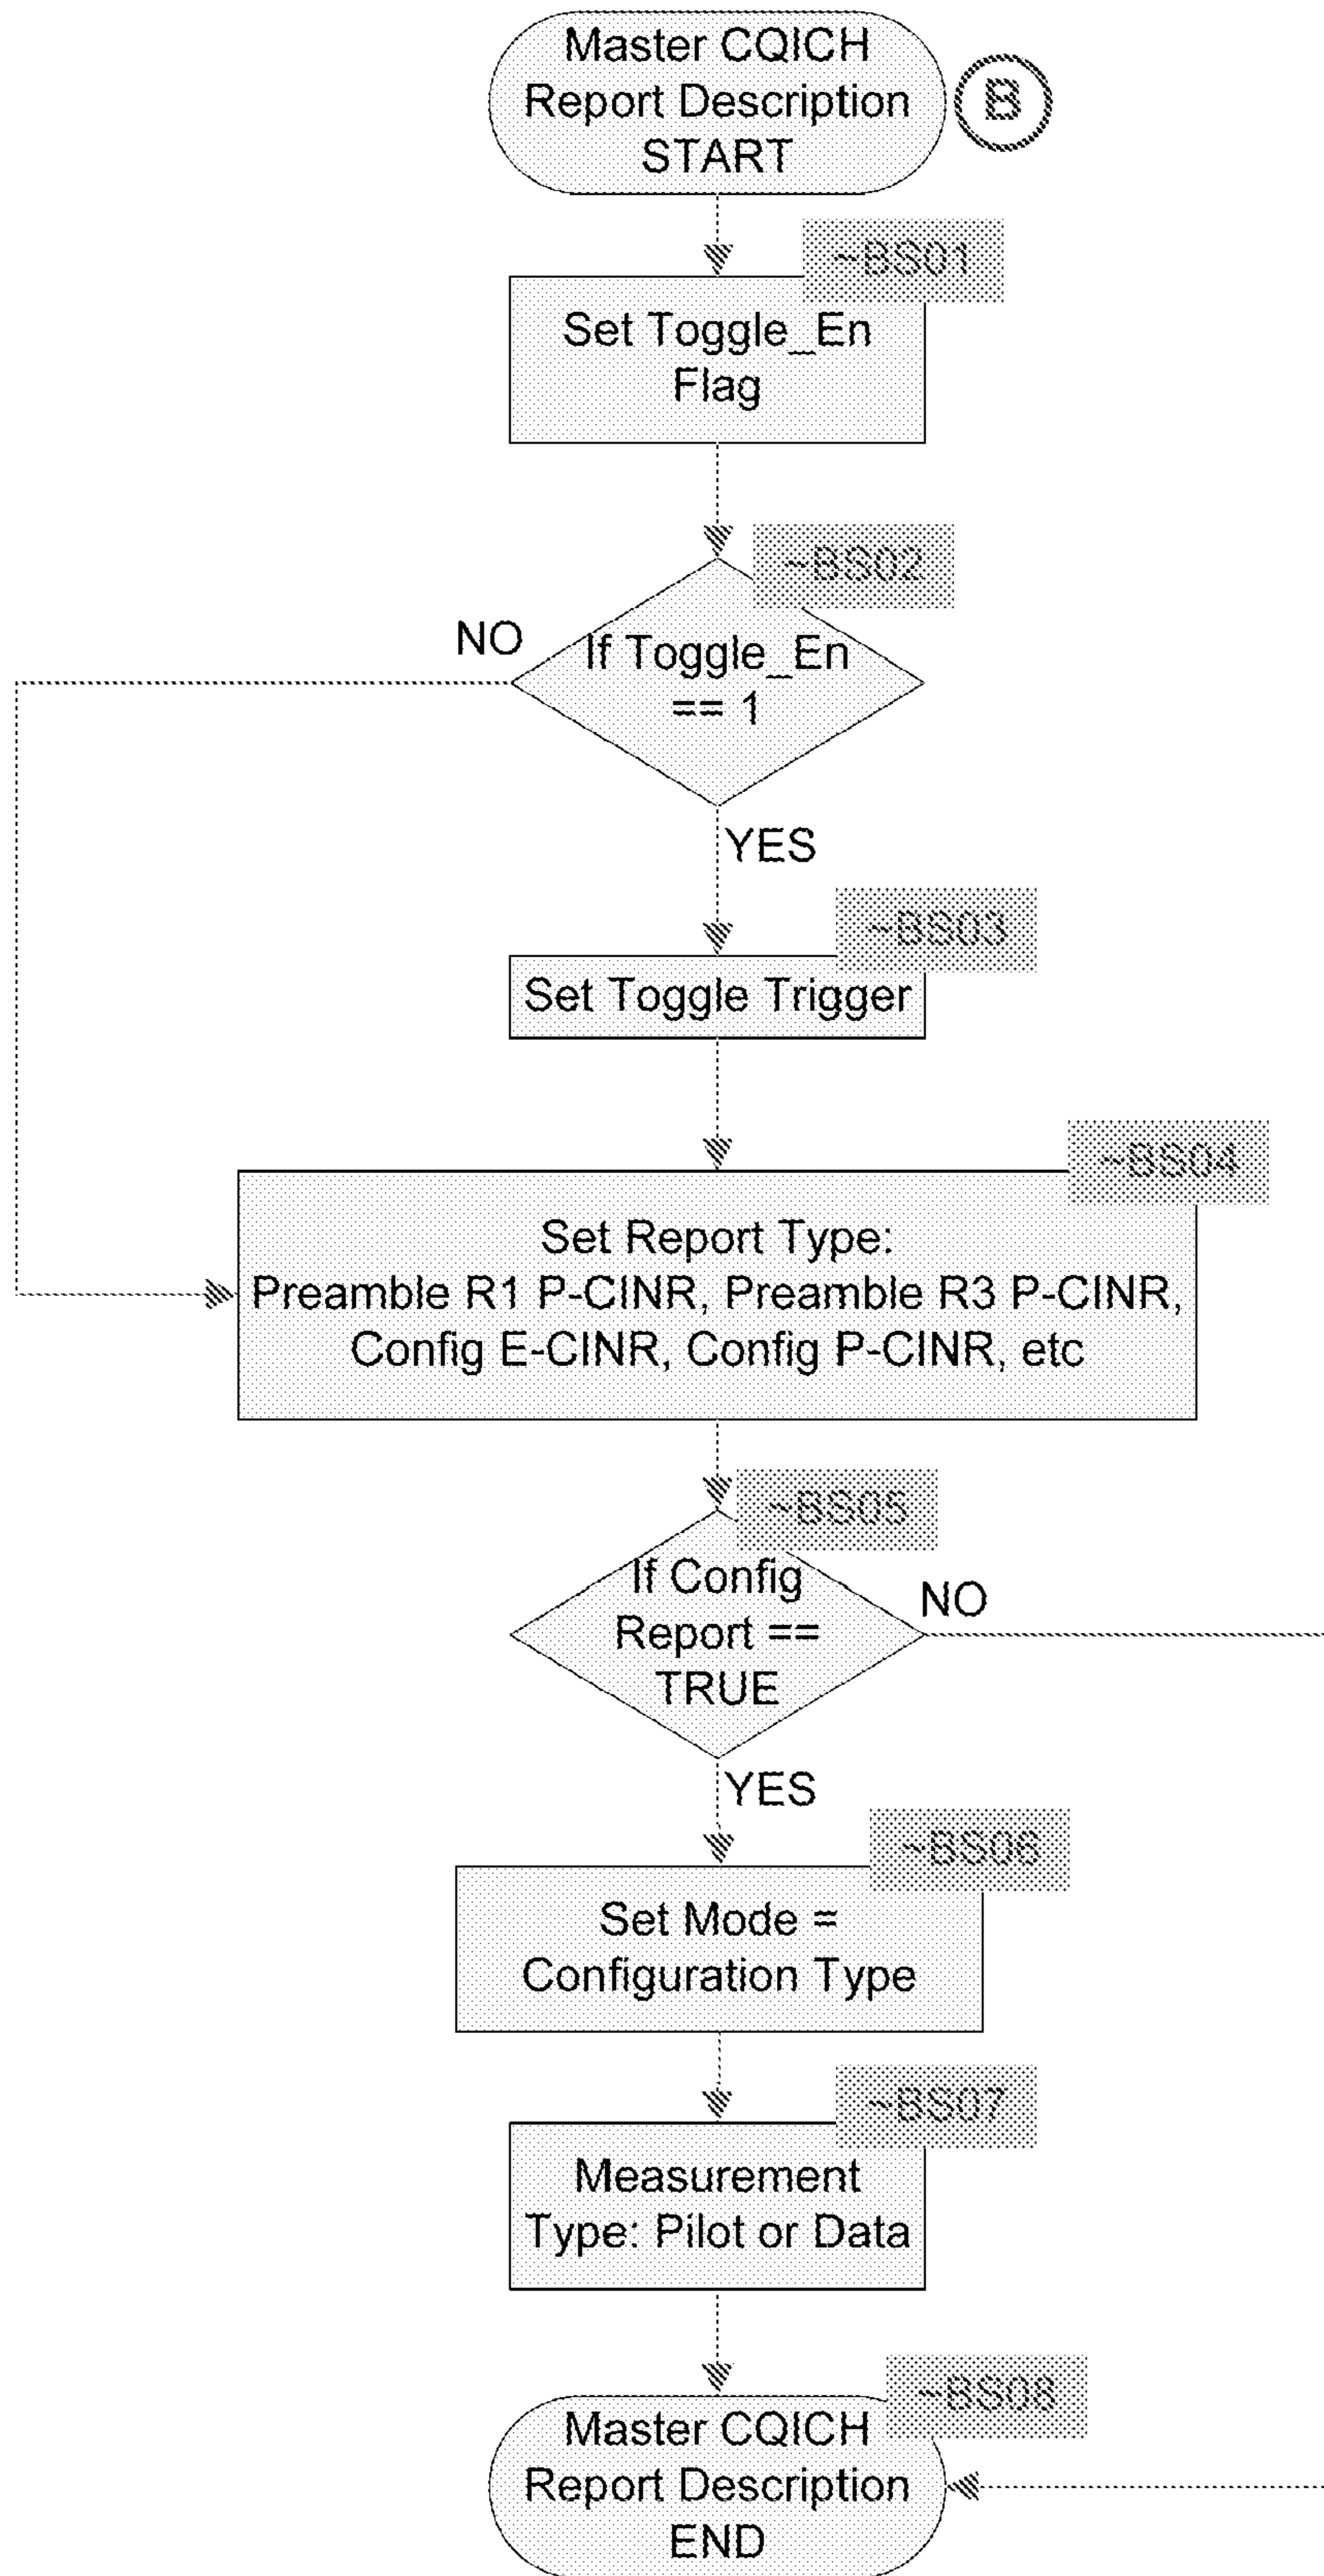 Master CQICH
Report Description
START
B
~BS01
Set Toggle_En
Flag
~BS02
NO
If Toggle_En
== 1
YES
~BS03
Set Toggle Trigger
~BS04
Set Report Type:
Preamble R1 P-CINR, Preamble R3 P-CINR,
Config E-CINR, Config P-CINR, etc
~BS05
If Config
Report ==
TRUE
NO
YES
~BS06
Set Mode =
Configuration Type
~BS07
Measurement
Type: Pilot or Data
~BS08
Master CQICH
Report Description
END